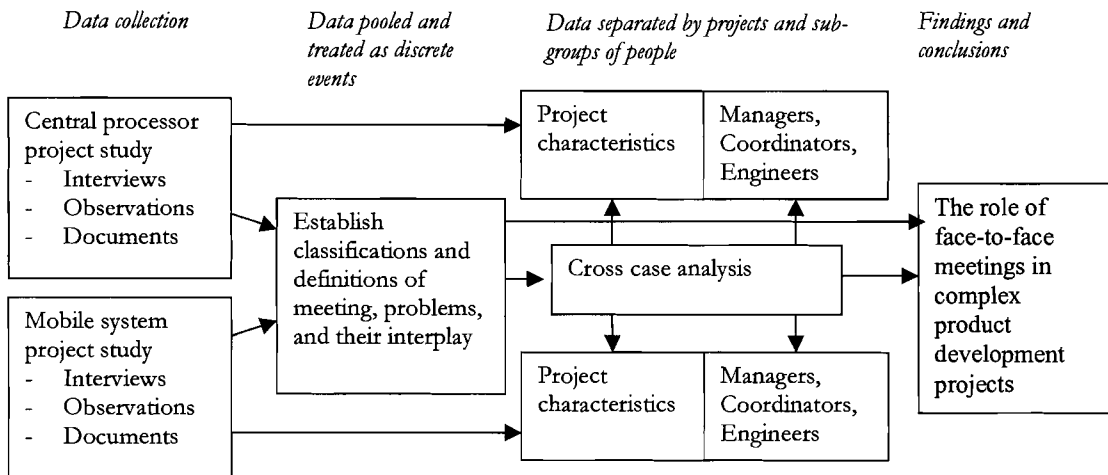 Data collection
Data pooled and
treated as discrete
events
Data separated by projects and sub-
groups of people
Findings and
conclusions
Central processor
project study
- Interviews
- Observations
- Documents
Mobile system
project study
- Interviews
- Observations
- Documents
Establish
classifications and
definitions of
meeting, problems,
and their interplay
Project
characteristics
Managers,
Coordinators,
Engineers
Cross case analysis
Project
characteristics
Managers,
Coordinators,
Engineers
The role of
face-to-face
meetings in
complex
product
development
projects